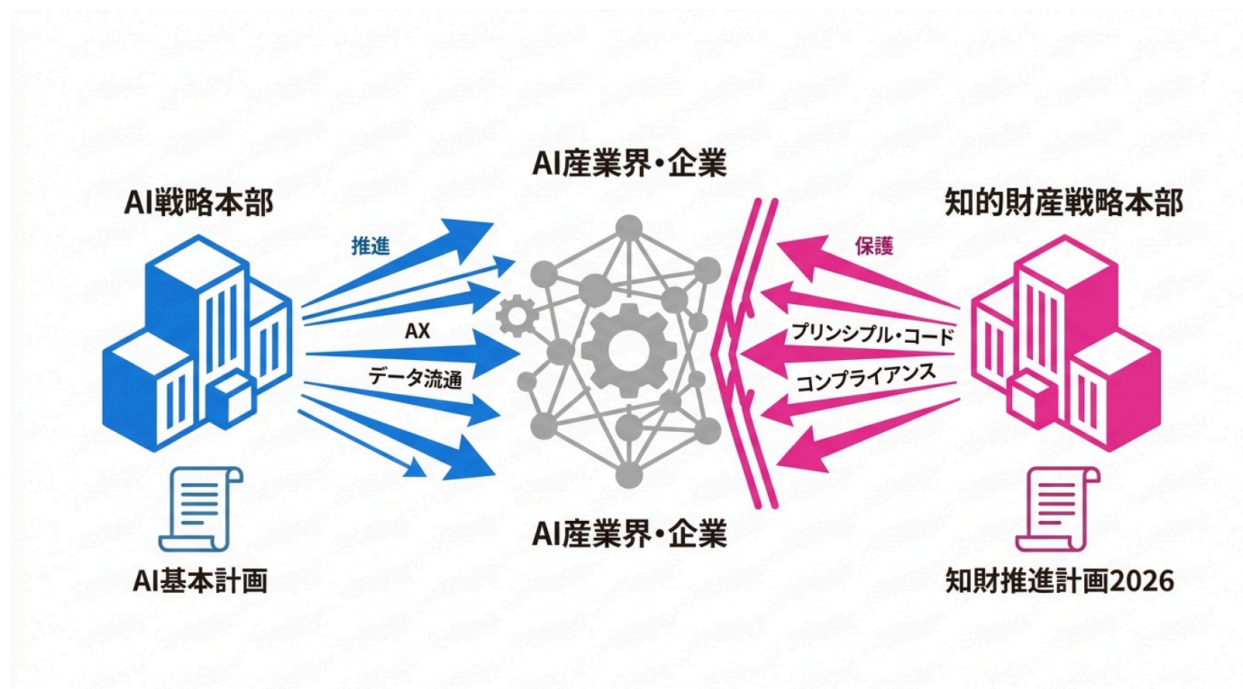 AI産業界・企業
AI戦略本部
知的財産戦略本部
推進
保護
AX
プリンシプル・コード
データ流通
コンプライアンス
AI産業界・企業
AI基本計画
知財推進計画2026